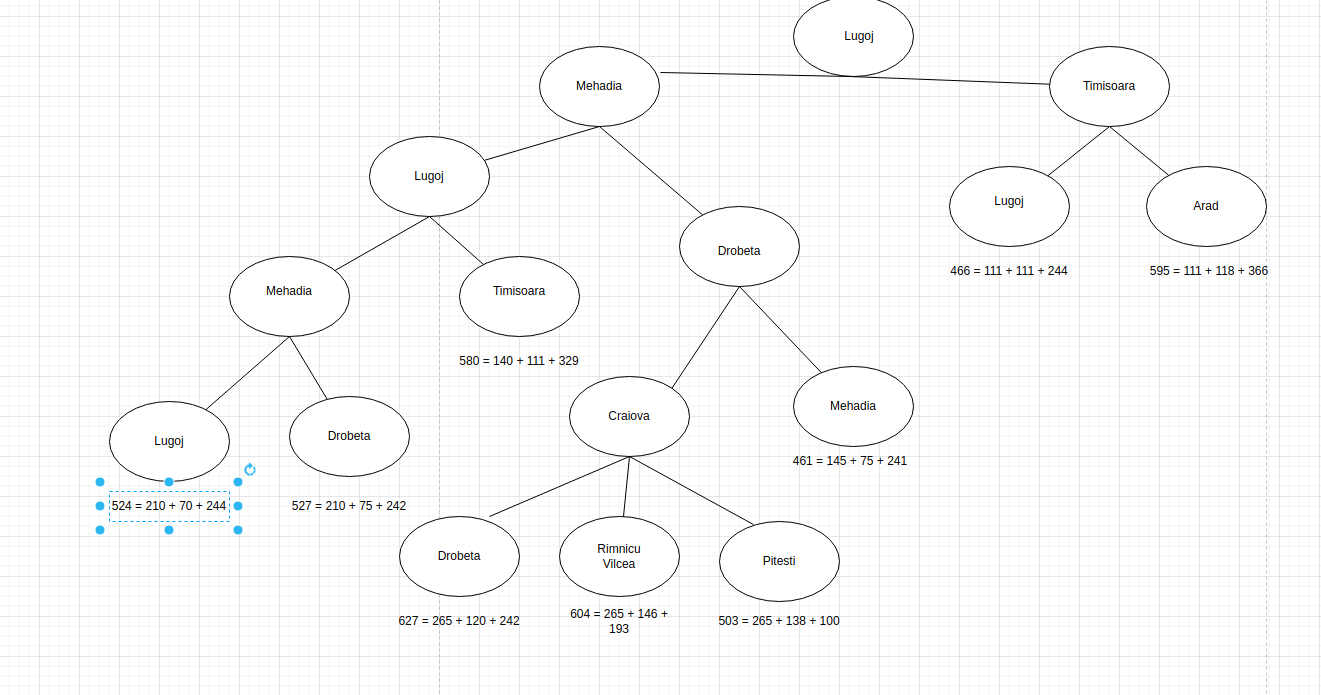 Lugoj
Mehadia
Timisoara
Lugoj
Lugoj
Arad
Drobeta
466 = 111 + 111 + 244
595 = 111 + 118 + 366
Mehadia
Timisoara
580 = 140 + 111 + 329
Craiova
Mehadia
461 = 145 + 75 + 241
Lugoj
Drobeta
524 = 210 + 70 + 244
527 = 210 + 75 + 242
Drobeta
Rimnicu
Vilcea
Pitesti
627 = 265 + 120 + 242
604 = 265 + 146 +
193
503 = 265 + 138 + 100